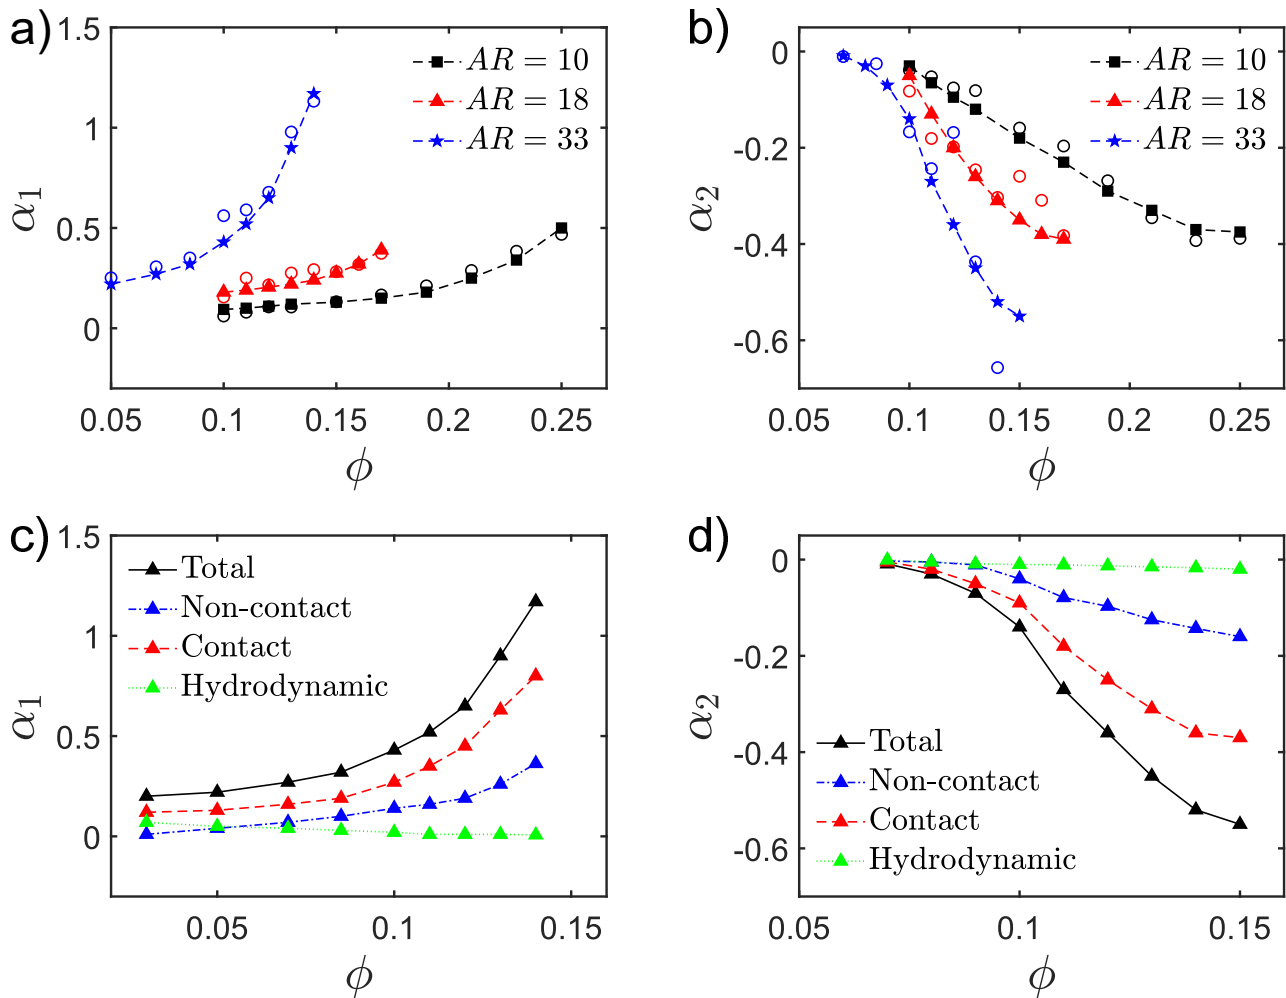 a)
1.5
1
0.5
0
α₁
AR = 10
AR = 18
AR = 33
0.05 0.1 0.15 0.2 0.25
ϕ
b)
0
-0.2
-0.4
-0.6
α₂
AR = 10
AR = 18
AR = 33
0.05 0.1 0.15 0.2 0.25
ϕ
c)
1.5
1
0.5
0
α₁
Total
Non-contact
Contact
Hydrodynamic
0.05 0.1 0.15
ϕ
d)
0
-0.2
-0.4
-0.6
α₂
Total
Non-contact
Contact
Hydrodynamic
0.05 0.1 0.15
ϕ